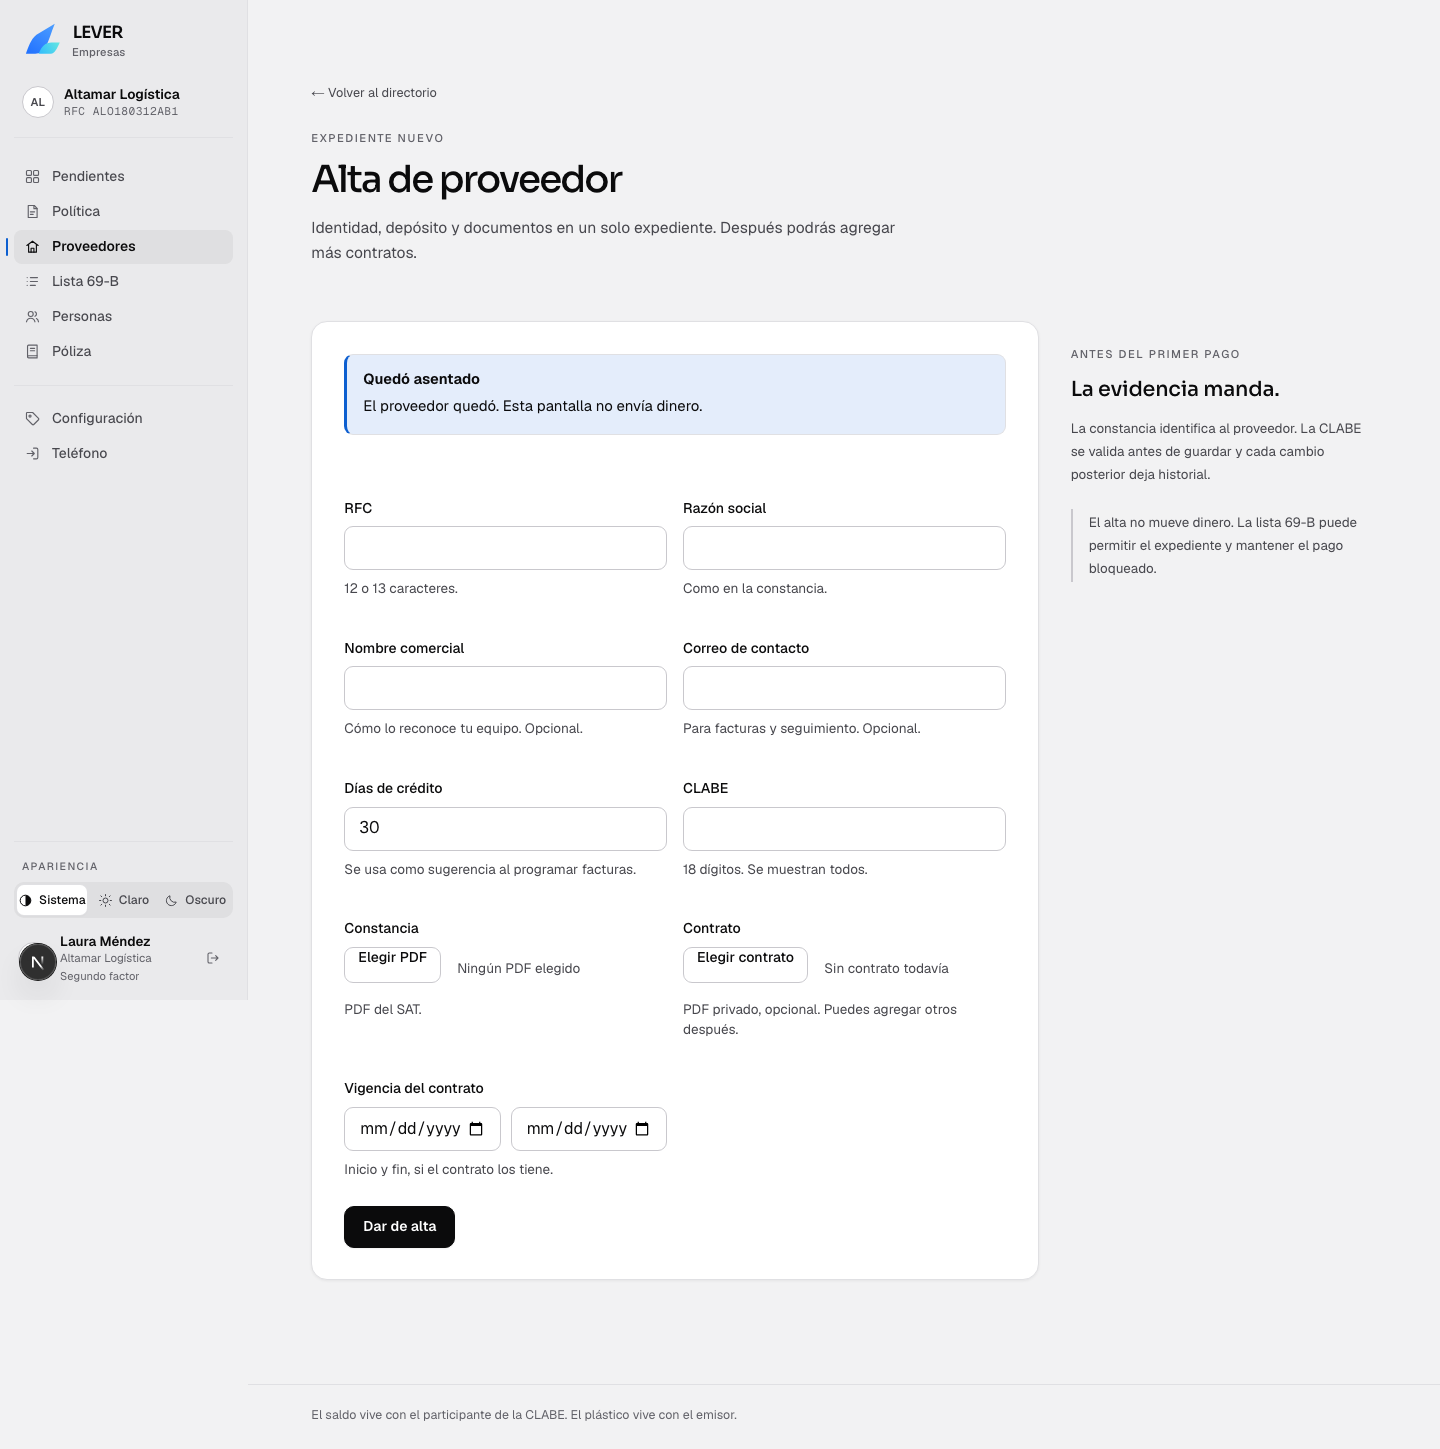 LEVER
Empresas
AL
Altamar Logística
RFC ALO180312AB1
Pendientes
Política
Proveedores
Lista 69-B
Personas
Póliza
Configuración
Teléfono
APARIENCIA
Sistema
Claro
Oscuro
N
Laura Méndez
Altamar Logística
Segundo factor
← Volver al directorio
EXPEDIENTE NUEVO
Alta de proveedor
Identidad, depósito y documentos en un solo expediente. Después podrás agregar
más contratos.
Quedó asentado
El proveedor quedó. Esta pantalla no envía dinero.
RFC
12 o 13 caracteres.
Razón social
Como en la constancia.
Nombre comercial
Cómo lo reconoce tu equipo. Opcional.
Correo de contacto
Para facturas y seguimiento. Opcional.
Días de crédito
30
Se usa como sugerencia al programar facturas.
CLABE
18 dígitos. Se muestran todos.
Constancia
Elegir PDF
Ningún PDF elegido
PDF del SAT.
Contrato
Elegir contrato
Sin contrato todavía
PDF privado, opcional. Puedes agregar otros
después.
Vigencia del contrato
mm/dd/yyyy
mm/dd/yyyy
Inicio y fin, si el contrato los tiene.
Dar de alta
ANTES DEL PRIMER PAGO
La evidencia manda.
La constancia identifica al proveedor. La CLABE
se valida antes de guardar y cada cambio
posterior deja historial.
El alta no mueve dinero. La lista 69-B puede
permitir el expediente y mantener el pago
bloqueado.
El saldo vive con el participante de la CLABE. El plástico vive con el emisor.